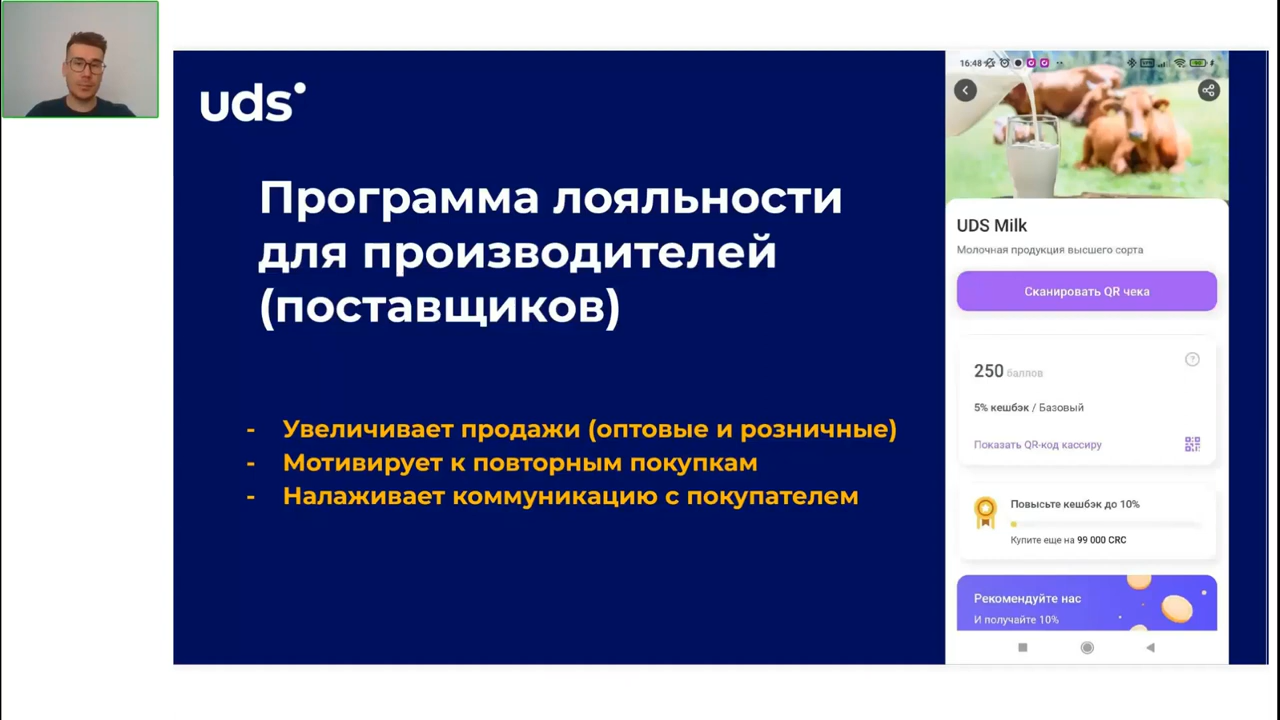 uds
Программа лояльности
для производителей
(поставщиков)
- Увеличивает продажи (оптовые и розничные)
- Мотивирует к повторным покупкам
- Налаживает коммуникацию с покупателем
16:48
UDS Milk
Молочная продукция высшего сорта
Сканировать QR чека
250 баллов
5% кешбэк / Базовый
Показать QR-код кассиру
Повысьте кешбэк до 10%
Купите еще на 99 000 CRC
Рекомендуйте нас
И получайте 10%